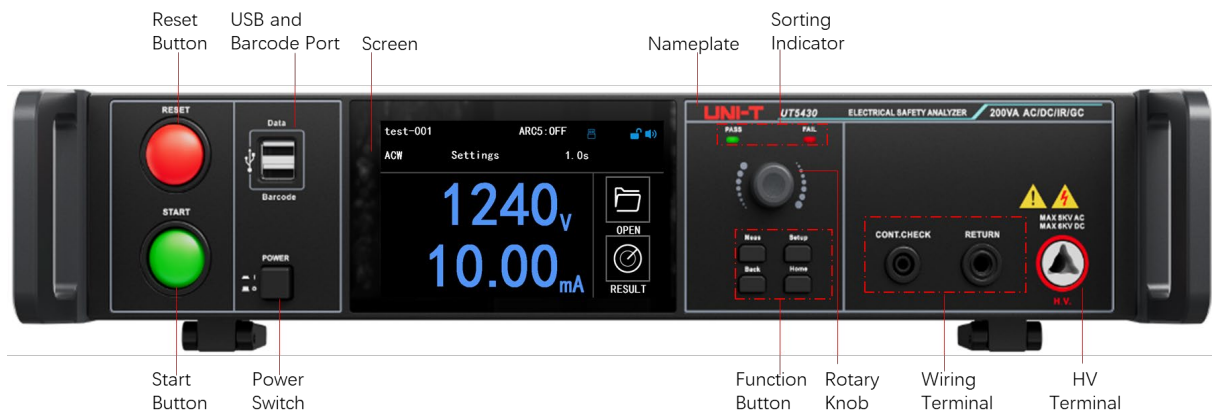 Reset
Button
USB and
Barcode Port
Screen
Nameplate
Sorting
Indicator
RESET
Data
Barcode
START
POWER
test-001 ARC5:OFF
ACW Settings 1.0s
1240V
10.00mA
OPEN
RESULT
UNI-T UT5430 ELECTRICAL SAFETY ANALYZER 200VA AC/DC/IR/GC
PASS FAIL
Meas Setup
Back Home
CONT.CHECK RETURN
MAX 5KV AC
MAX 6KV DC
H.V.
Start
Button
Power
Switch
Function
Button
Rotary
Knob
Wiring
Terminal
HV
Terminal